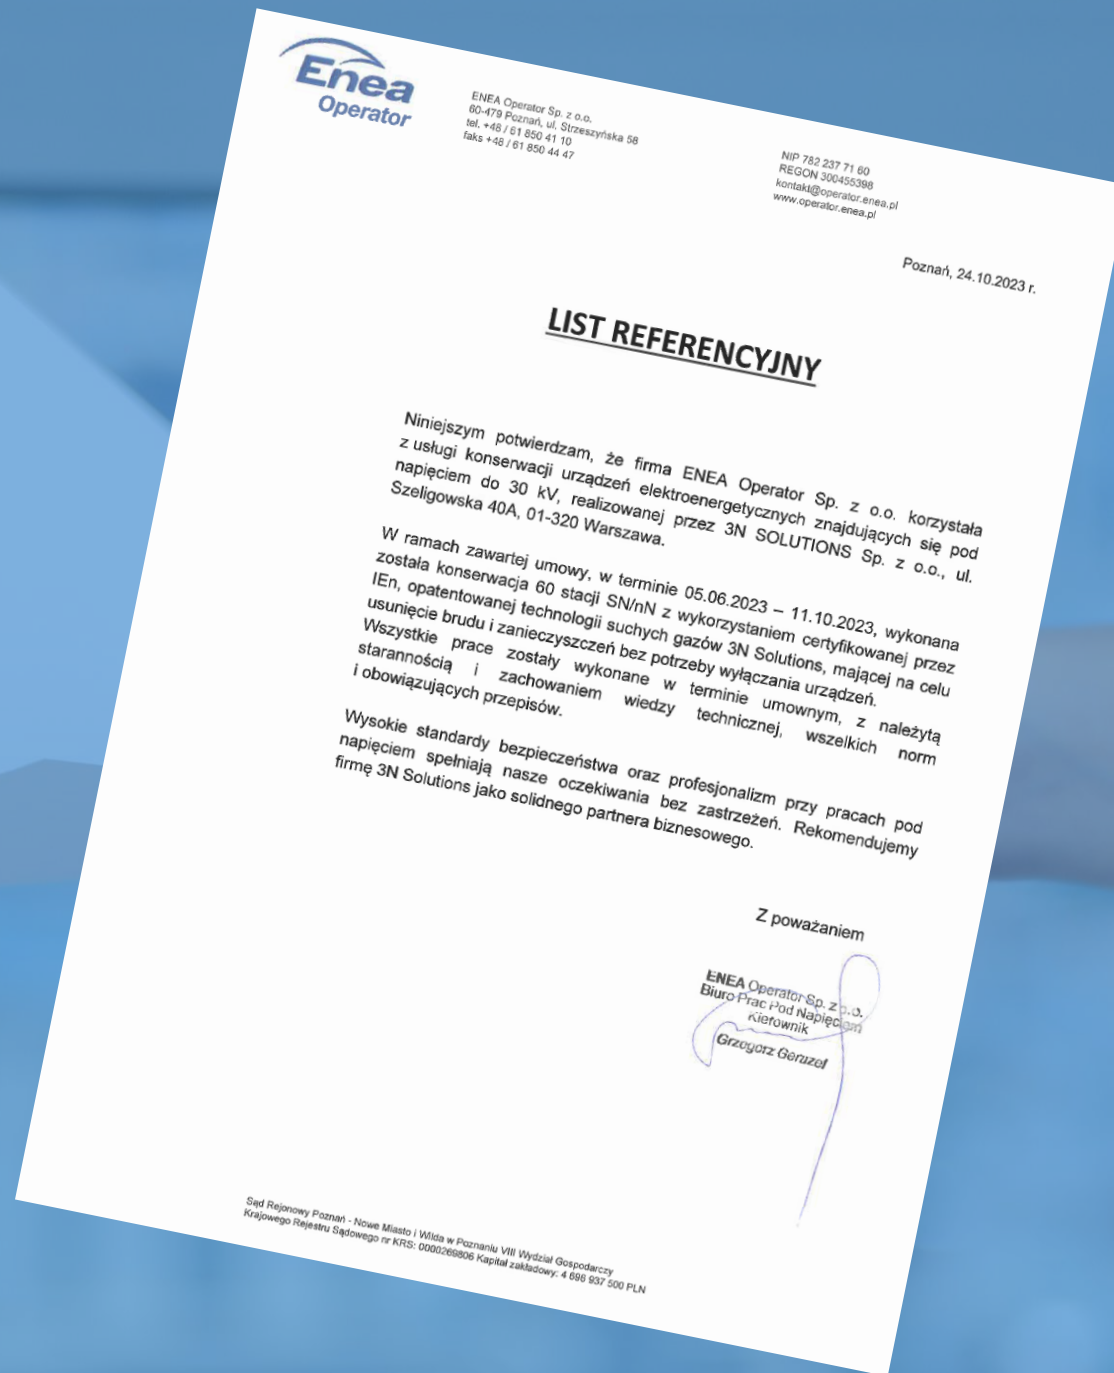 Enea
Operator
ENEA Operator Sp. z o.o.
60-479 Poznań, ul. Strzeszyńska 58
tel. +48 / 61 850 41 10
faks +48 / 61 850 44 47
NIP 782 237 71 60
REGON 300455398
kontakt@operator.enea.pl
www.operator.enea.pl
Poznań, 24.10.2023 r.
LIST REFERENCYJNY
Niniejszym potwierdzam, że firma ENEA Operator Sp. z o.o. korzystała
z usługi konserwacji urządzeń elektroenergetycznych znajdujących się pod
napięciem do 30 kV, realizowanej przez 3N SOLUTIONS Sp. z o.o., ul.
Szeligowska 40A, 01-320 Warszawa.
W ramach zawartej umowy, w terminie 05.06.2023 – 11.10.2023, wykonana
została konserwacja 60 stacji SN/nN z wykorzystaniem certyfikowanej przez
IEn, opatentowanej technologii suchych gazów 3N Solutions, mającej na celu
usunięcie brudu i zanieczyszczeń bez potrzeby wyłączania urządzeń.
Wszystkie prace zostały wykonane w terminie umownym, z należytą
starannością i zachowaniem wiedzy technicznej, wszelkich norm
i obowiązujących przepisów.
Wysokie standardy bezpieczeństwa oraz profesjonalizm przy pracach pod
napięciem spełniają nasze oczekiwania bez zastrzeżeń. Rekomendujemy
firmę 3N Solutions jako solidnego partnera biznesowego.
Z poważaniem
ENEA Operator Sp. z o.o.
Biuro Prac Pod Napięciem
Kierownik
Grzegorz
Sąd Rejonowy Poznań - Nowe Miasto i Wilda w Poznaniu VIII Wydział Gospodarczy
Krajowego Rejestru Sądowego nr KRS: 0000269806 Kapitał zakładowy: 4 696 937 500 PLN